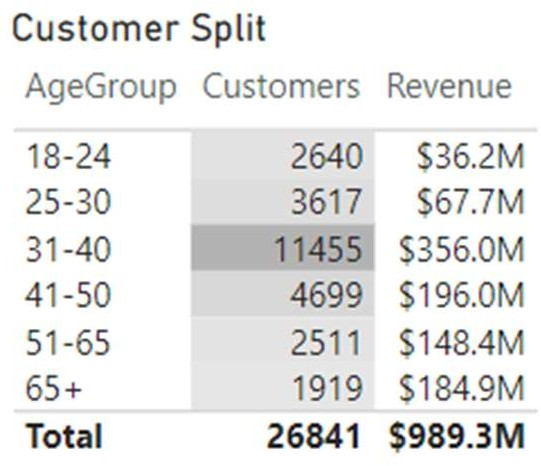 Customer Split
AgeGroup Customers Revenue
18-24 2640 $36.2M
25-30 3617 $67.7M
31-40 11455 $356.0M
41-50 4699 $196.0M
51-65 2511 $148.4M
65+ 1919 $184.9M
Total 26841 $989.3M